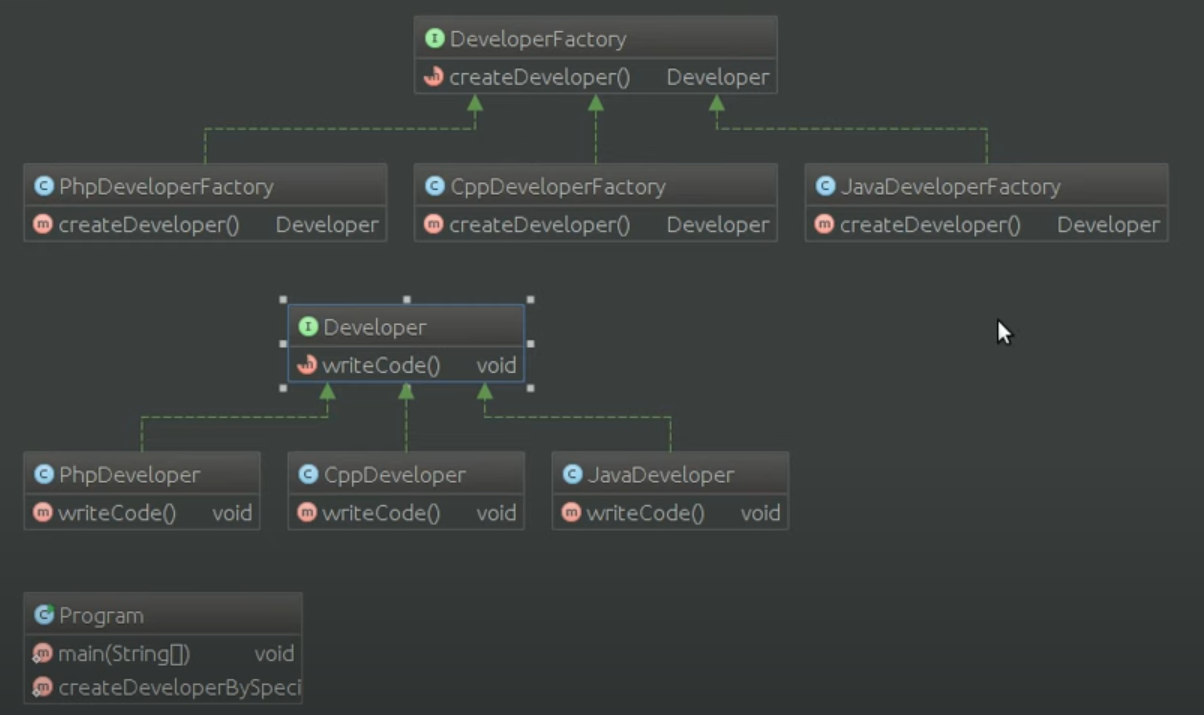 DeveloperFactory
createDeveloper() Developer
PhpDeveloperFactory
createDeveloper() Developer
CppDeveloperFactory
createDeveloper() Developer
JavaDeveloperFactory
createDeveloper() Developer
Developer
writeCode() void
PhpDeveloper
writeCode() void
CppDeveloper
writeCode() void
JavaDeveloper
writeCode() void
Program
main(String[]) void
createDeveloperBySpeci